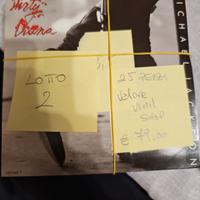 Dirty
Diana
MICHAEL JACKSON
LOTTO
2
25 PEZZI
Valore
Vinil
SHOP
€ 79,00